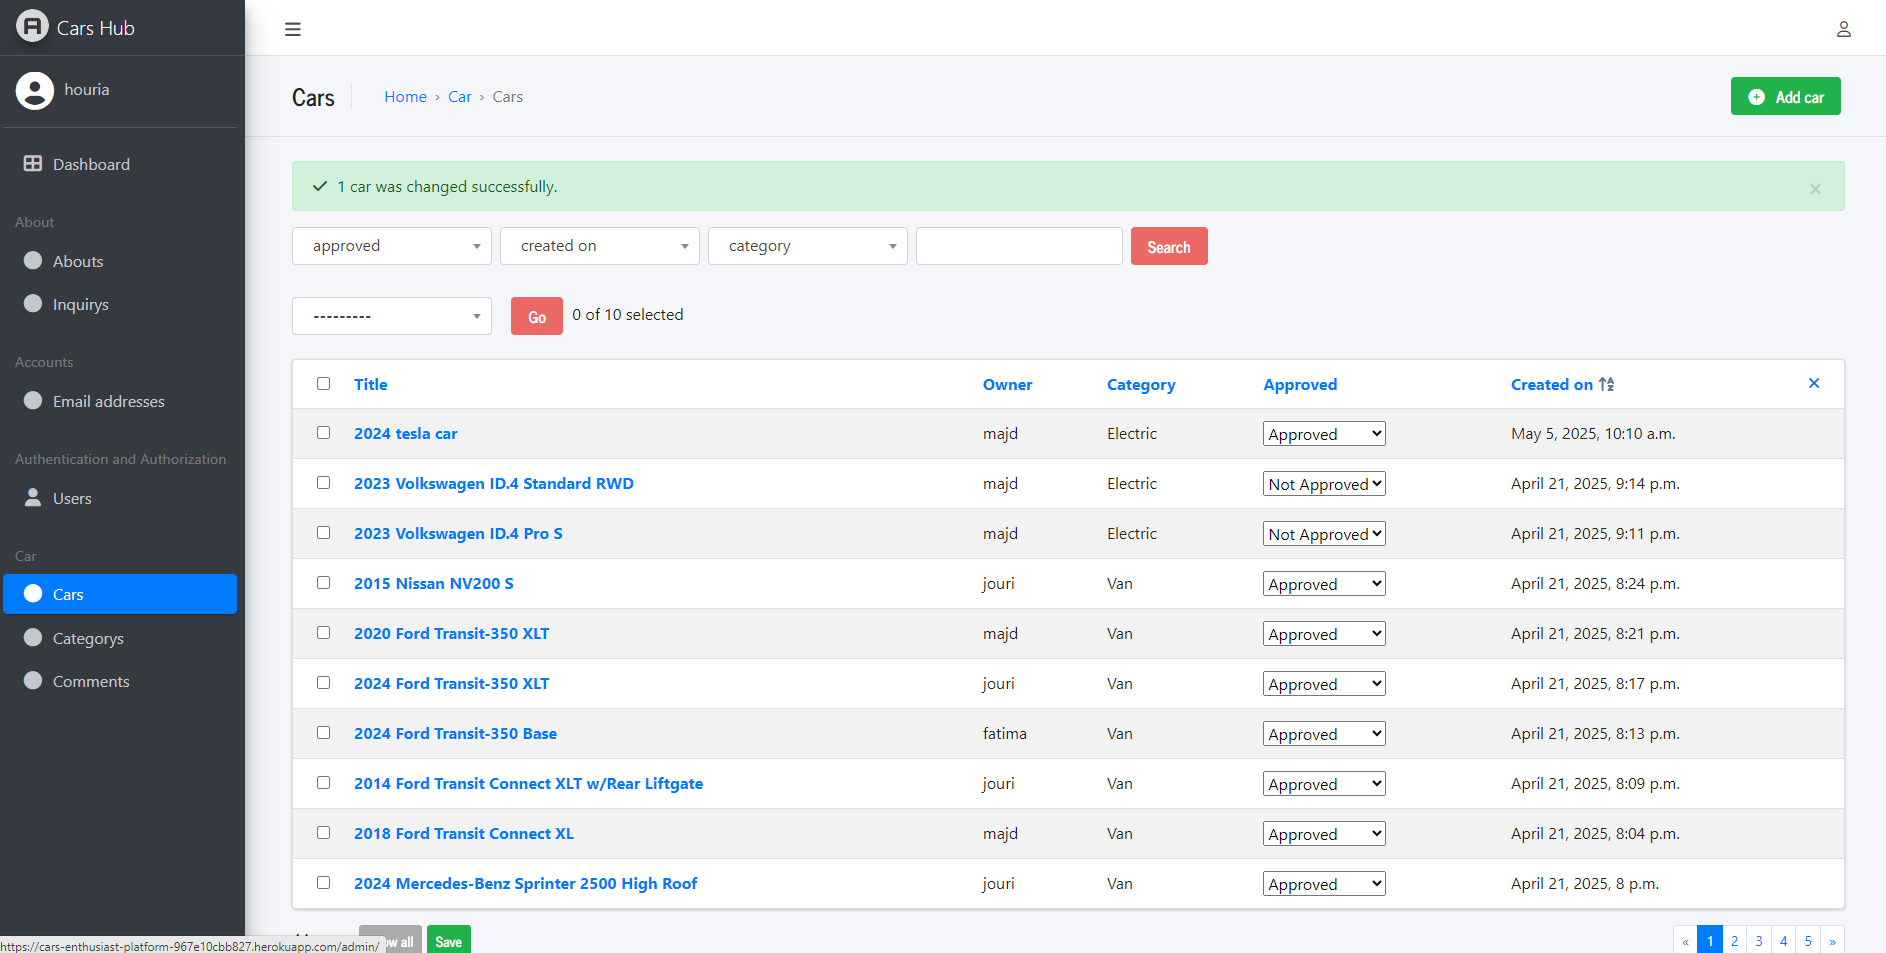 Cars Hub
houria
Dashboard
About
Abouts
Inquirys
Accounts
Email addresses
Authentication and Authorization
Users
Car
Cars
Categorys
Comments
https://cars-enthusiast-platform-967e10cbb827.herokuapp.com/admin/
Cars Home › Car › Cars Add car
1 car was changed successfully. ×
approved created on category Search
--------- Go 0 of 10 selected
Title Owner Category Approved Created on
2024 tesla car majd Electric Approved May 5, 2025, 10:10 a.m.
2023 Volkswagen ID.4 Standard RWD majd Electric Not Approved April 21, 2025, 9:14 p.m.
2023 Volkswagen ID.4 Pro S majd Electric Not Approved April 21, 2025, 9:11 p.m.
2015 Nissan NV200 S jouri Van Approved April 21, 2025, 8:24 p.m.
2020 Ford Transit-350 XLT majd Van Approved April 21, 2025, 8:21 p.m.
2024 Ford Transit-350 XLT jouri Van Approved April 21, 2025, 8:17 p.m.
2024 Ford Transit-350 Base fatima Van Approved April 21, 2025, 8:13 p.m.
2014 Ford Transit Connect XLT w/Rear Liftgate jouri Van Approved April 21, 2025, 8:09 p.m.
2018 Ford Transit Connect XL majd Van Approved April 21, 2025, 8:04 p.m.
2024 Mercedes-Benz Sprinter 2500 High Roof jouri Van Approved April 21, 2025, 8 p.m.
all Save « 1 2 3 4 5 »